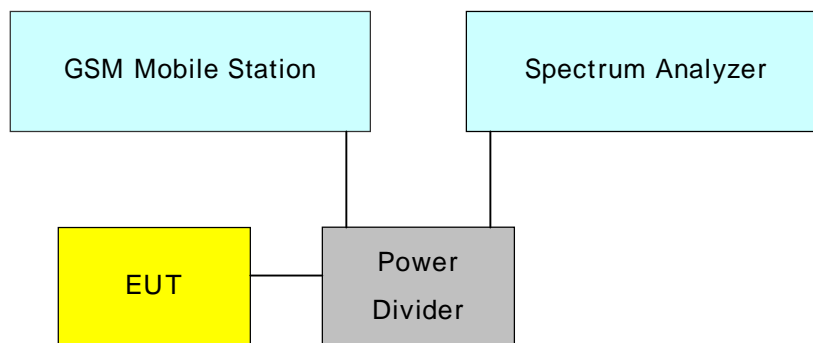 GSM Mobile Station
Spectrum Analyzer
EUT
Power
Divider